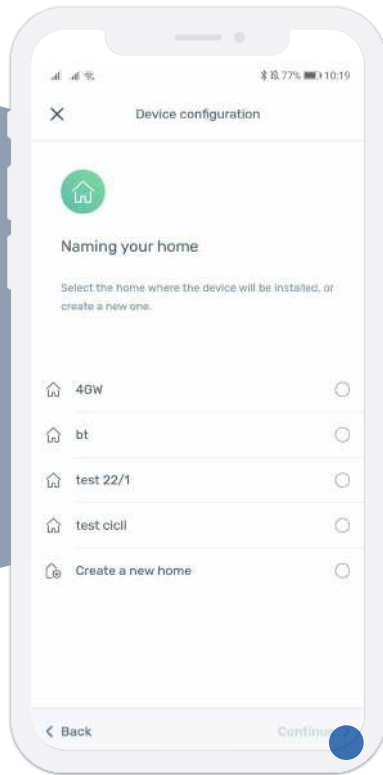 77% 10:19
Device configuration
Naming your home
Select the home where the device will be installed, or
create a new one.
4GW
bt
test 22/1
test cicli
Create a new home
Back
Continue